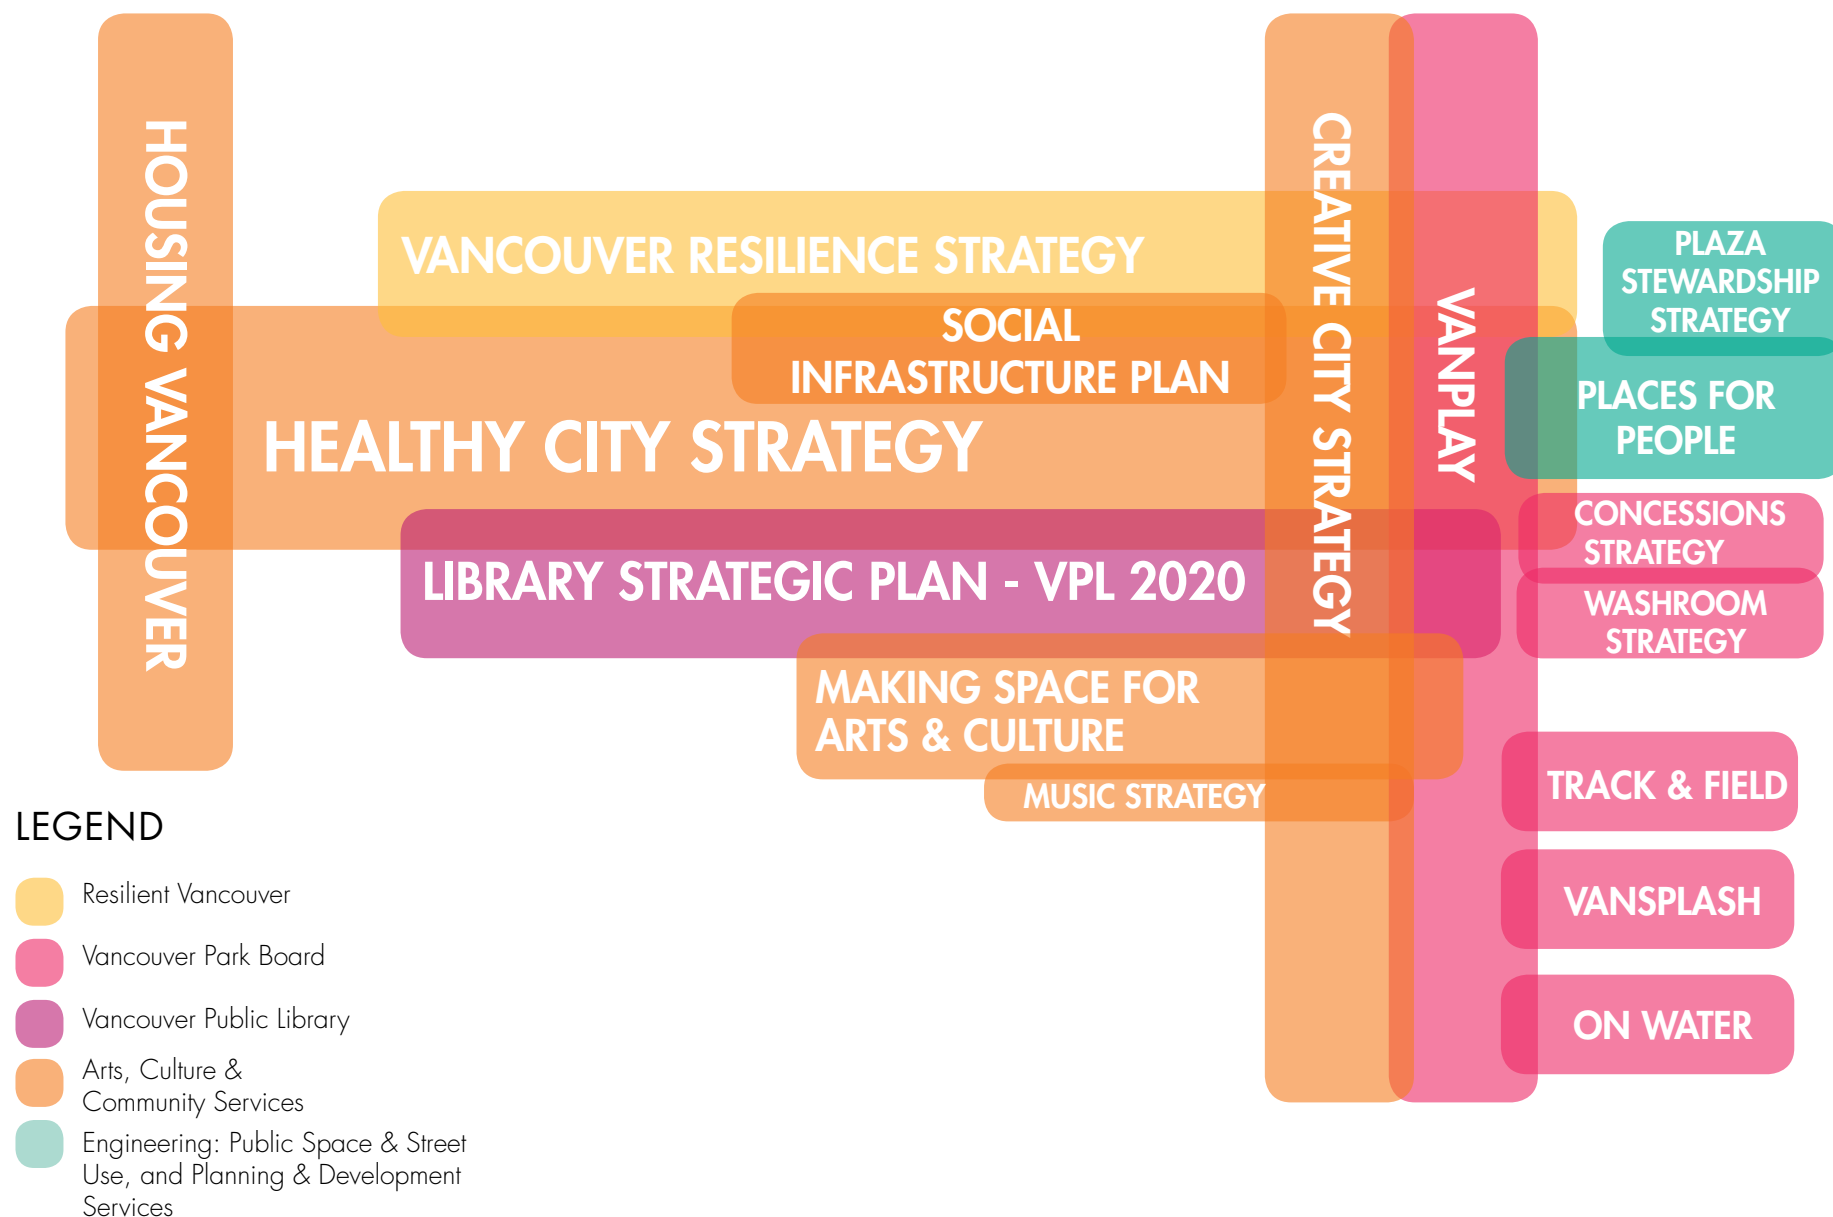 HOUSING VANCOUVER
CREATIVE CITY STRATEGY
VANPLAY
VANCOUVER RESILIENCE STRATEGY
SOCIAL
INFRASTRUCTURE PLAN
HEALTHY CITY STRATEGY
LIBRARY STRATEGIC PLAN - VPL 2020
MAKING SPACE FOR
ARTS & CULTURE
MUSIC STRATEGY
PLAZA
STEWARDSHIP
STRATEGY
PLACES FOR
PEOPLE
CONCESSIONS
STRATEGY
WASHROOM
STRATEGY
TRACK & FIELD
VANSPLASH
ON WATER
LEGEND
Resilient Vancouver
Vancouver Park Board
Vancouver Public Library
Arts, Culture &
Community Services
Engineering: Public Space & Street
Use, and Planning & Development
Services